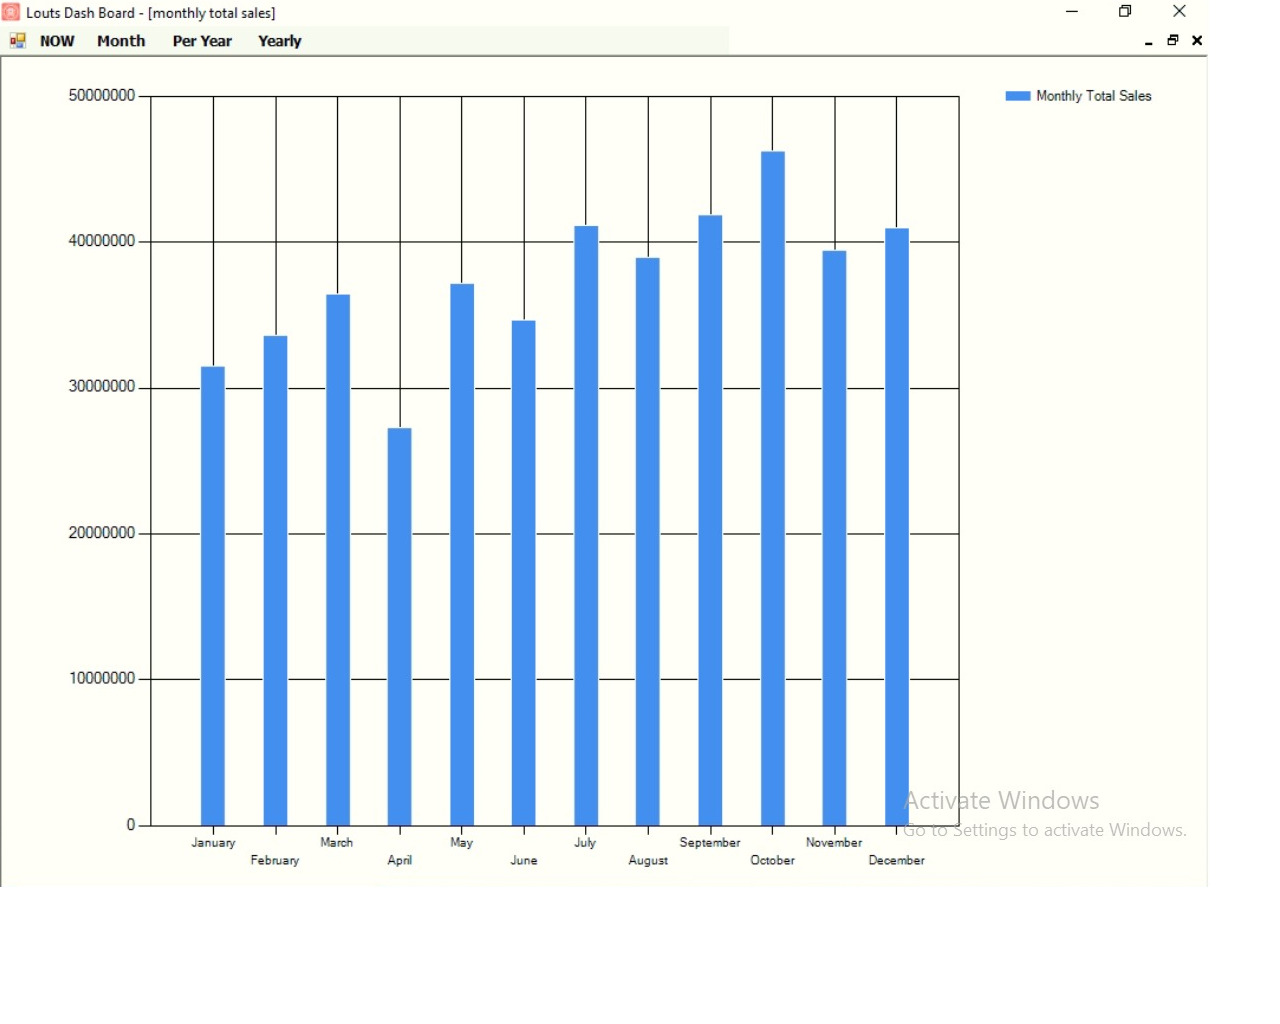 Louts Dash Board - [monthly total sales]
NOW Month Per Year Yearly
50000000
Monthly Total Sales
40000000
30000000
20000000
10000000
0
Activate Windows
Go to Settings to activate Windows.
January March May July September November
February April June August October December